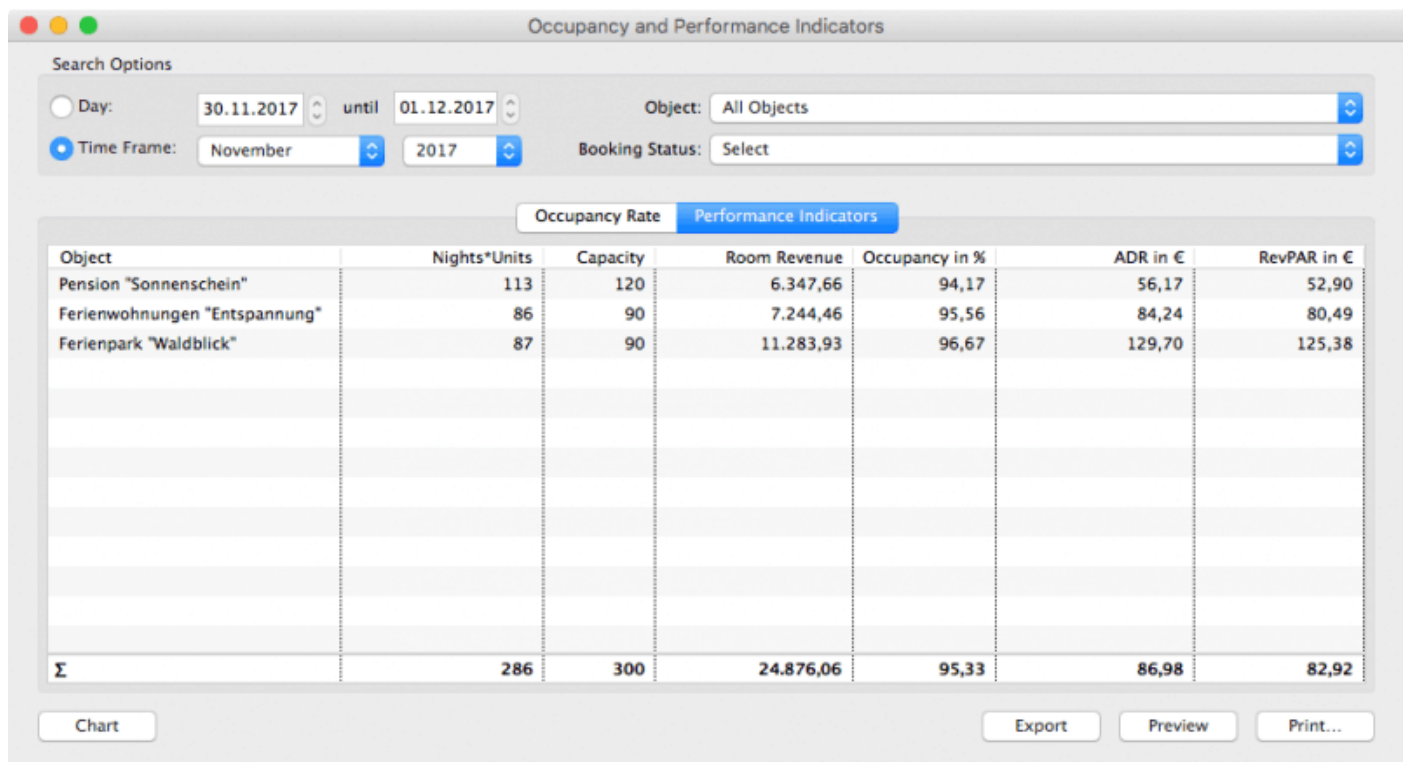 Occupancy and Performance Indicators
Search Options
Day: 30.11.2017 until 01.12.2017 Object: All Objects
Time Frame: November 2017 Booking Status: Select
Occupancy Rate Performance Indicators
Object Nights*Units Capacity Room Revenue Occupancy in % ADR in € RevPAR in €
Pension "Sonnenschein" 113 120 6.347,66 94,17 56,17 52,90
Ferienwohnungen "Entspannung" 86 90 7.244,46 95,56 84,24 80,49
Ferienpark "Waldblick" 87 90 11.283,93 96,67 129,70 125,38
Σ 286 300 24.876,06 95,33 86,98 82,92
Chart Export Preview Print...